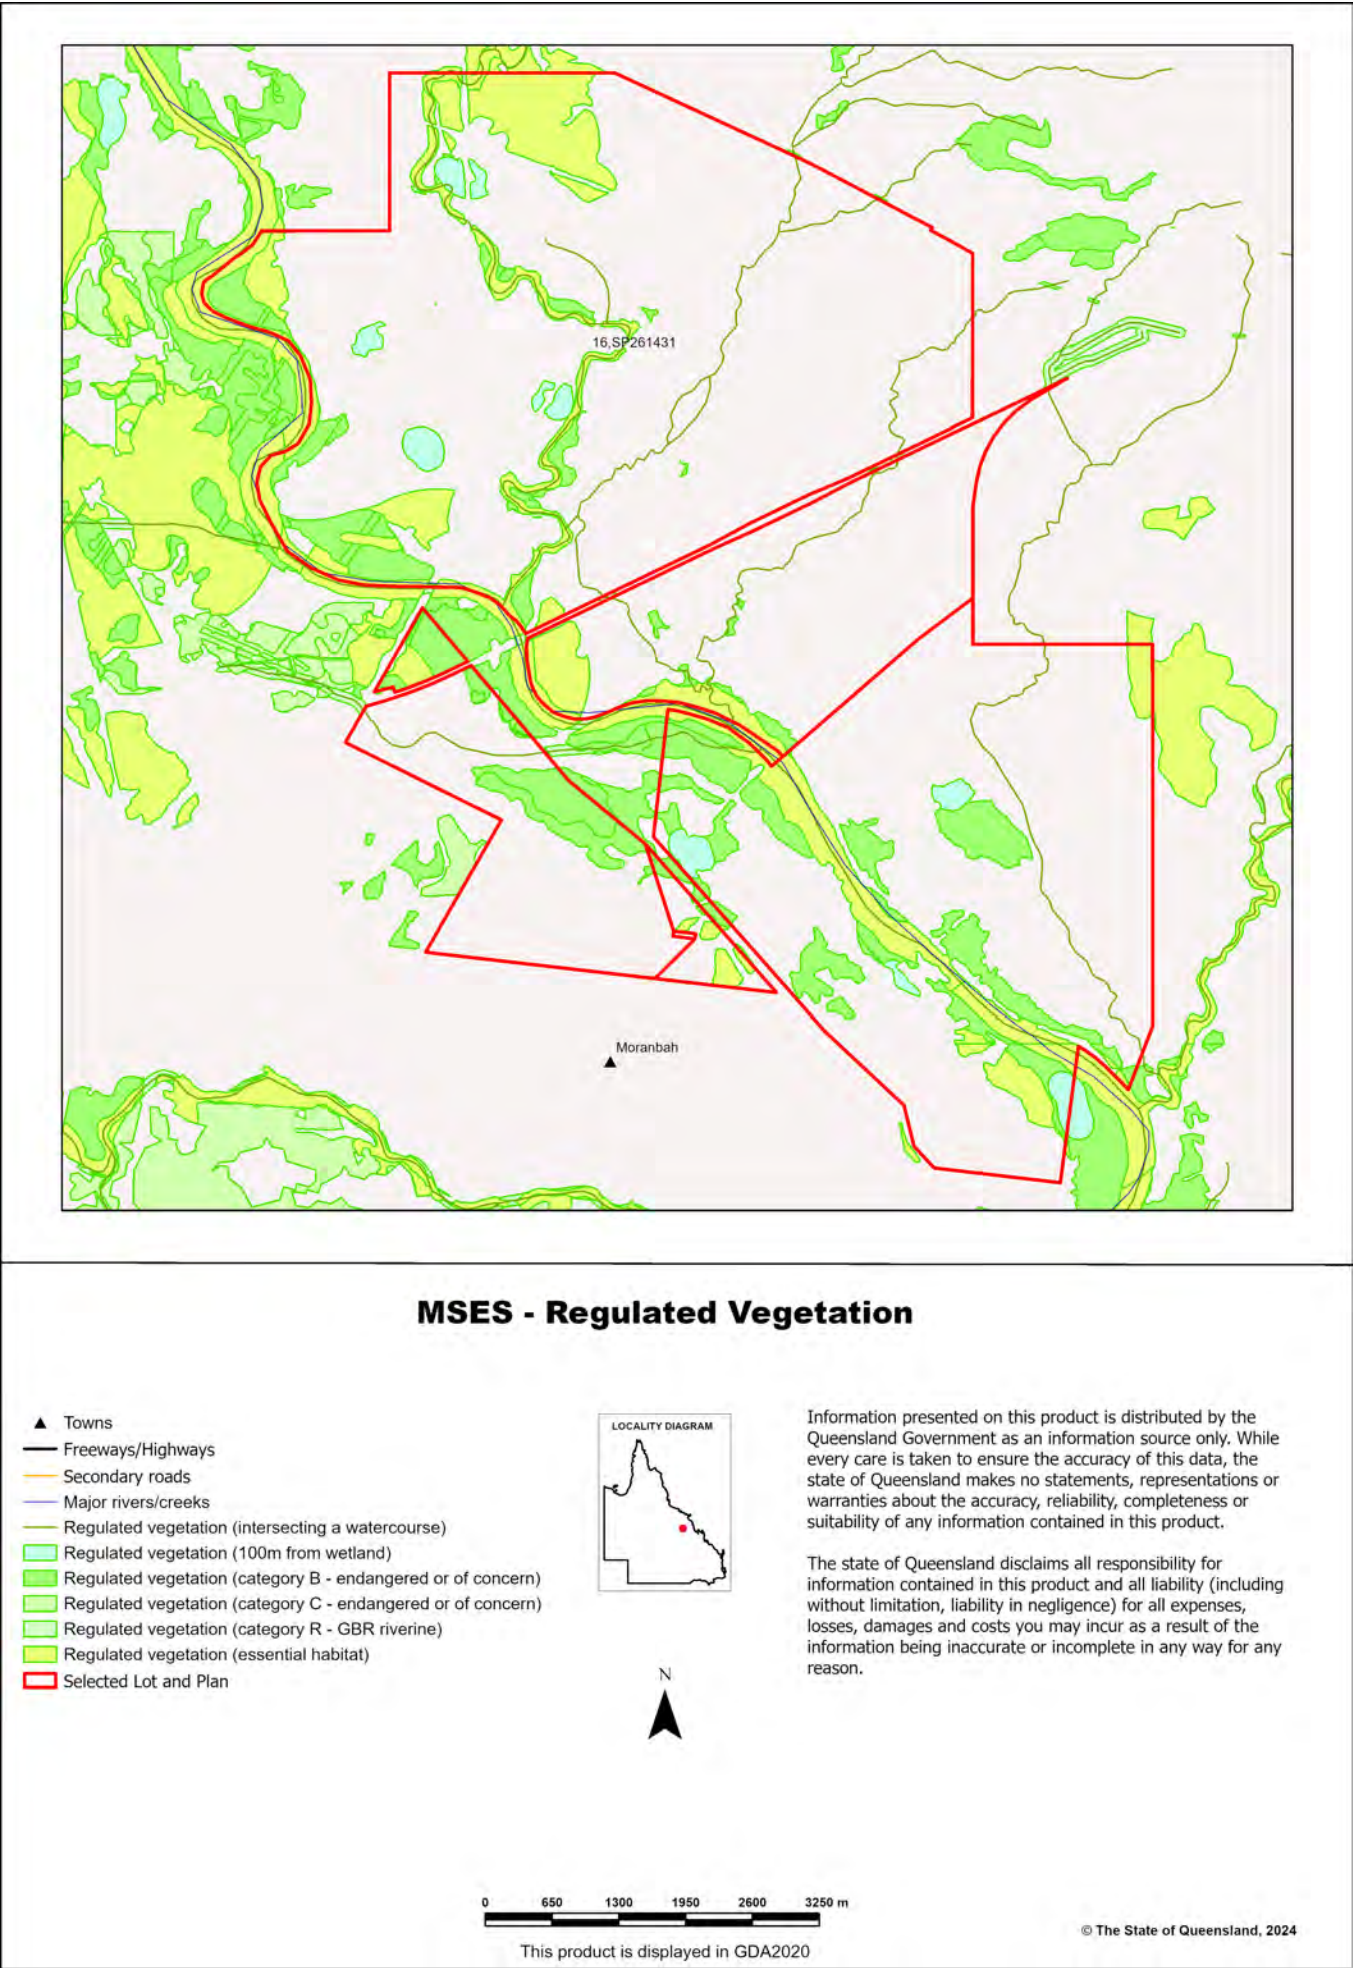 16,SP261431
Moranbah
MSES - Regulated Vegetation
Towns
Freeways/Highways
Secondary roads
Major rivers/creeks
Regulated vegetation (intersecting a watercourse)
Regulated vegetation (100m from wetland)
Regulated vegetation (category B - endangered or of concern)
Regulated vegetation (category C - endangered or of concern)
Regulated vegetation (category R - GBR riverine)
Regulated vegetation (essential habitat)
Selected Lot and Plan
LOCALITY DIAGRAM
N
Information presented on this product is distributed by the
Queensland Government as an information source only. While
every care is taken to ensure the accuracy of this data, the
state of Queensland makes no statements, representations or
warranties about the accuracy, reliability, completeness or
suitability of any information contained in this product.
The state of Queensland disclaims all responsibility for
information contained in this product and all liability (including
without limitation, liability in negligence) for all expenses,
losses, damages and costs you may incur as a result of the
information being inaccurate or incomplete in any way for any
reason.
0 650 1300 1950 2600 3250 m
This product is displayed in GDA2020
© The State of Queensland, 2024